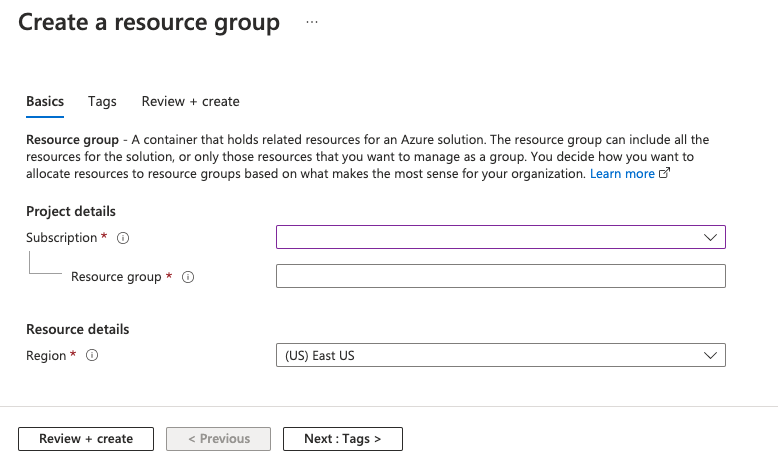 Create a resource group ...
Basics Tags Review + create
Resource group - A container that holds related resources for an Azure solution. The resource group can include all the
resources for the solution, or only those resources that you want to manage as a group. You decide how you want to
allocate resources to resource groups based on what makes the most sense for your organization. Learn more
Project details
Subscription *
Resource group *
Resource details
Region * (US) East US
Review + create < Previous Next : Tags >